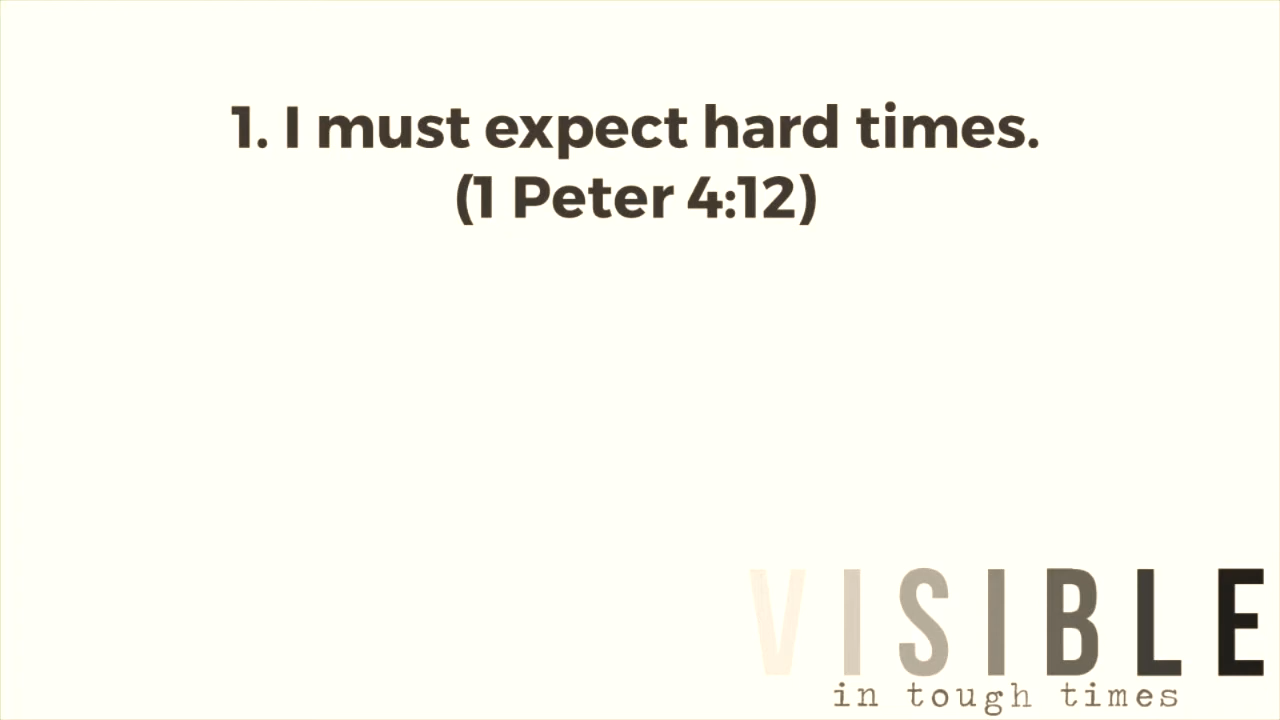 1. I must expect hard times.
(1 Peter 4:12)
VISIBLE
in tough times